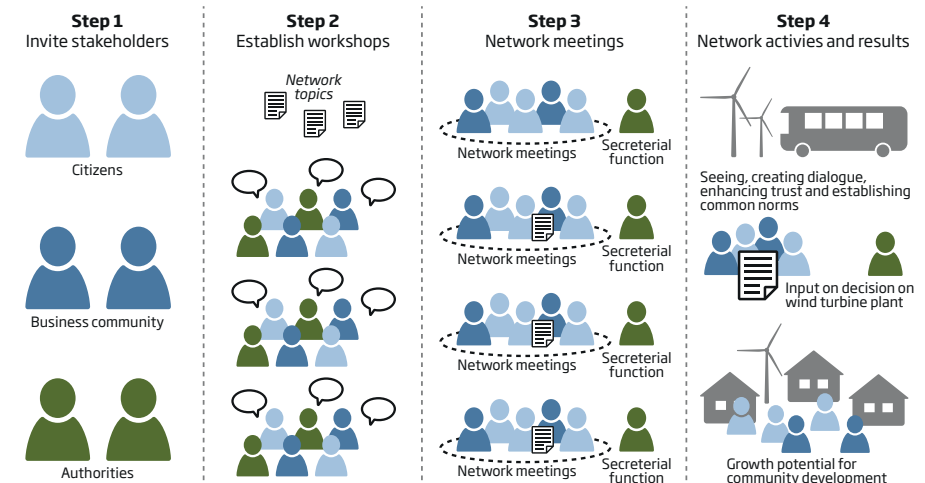 Step 1
Invite stakeholders
Citizens
Business community
Authorities
Step 2
Establish workshops
Network
topics
Step 3
Network meetings
Network meetings
Secreterial
function
Network meetings
Secreterial
function
Network meetings
Secreterial
function
Network meetings
Secreterial
function
Step 4
Network activies and results
Seeing, creating dialogue,
enhancing trust and establishing
common norms
Input on decision on
wind turbine plant
Growth potential for
community development